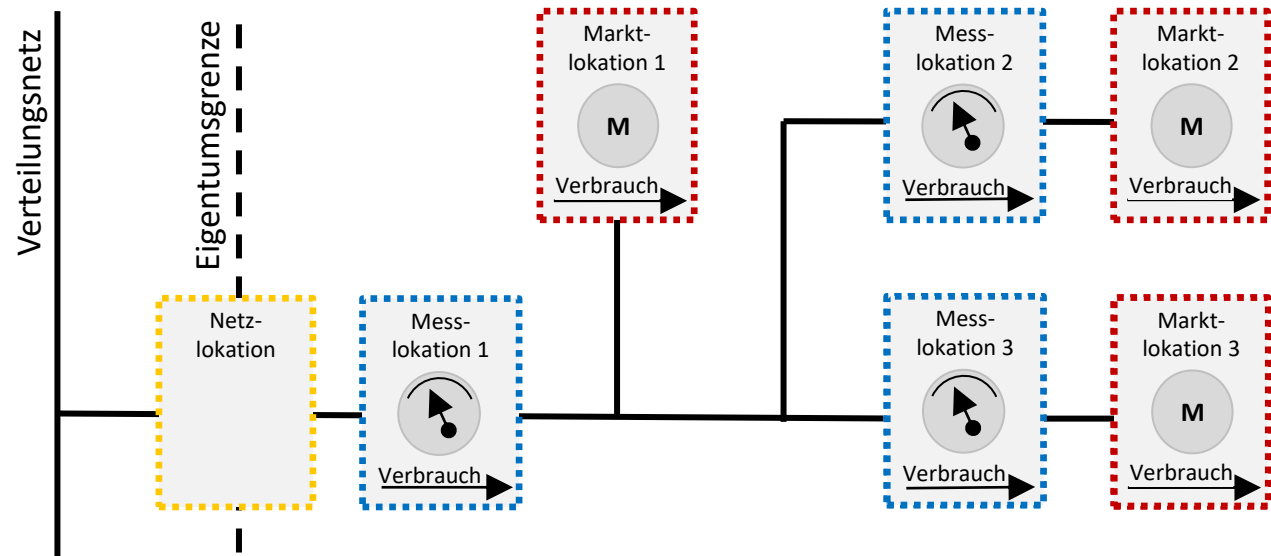 Verteilungsnetz
Eigentumsgrenze
Netz-
lokation
Mess-
lokation 1
Verbrauch
Markt-
lokation 1
M
Verbrauch
Mess-
lokation 2
Verbrauch
Markt-
lokation 2
M
Verbrauch
Mess-
lokation 3
Verbrauch
Markt-
lokation 3
M
Verbrauch